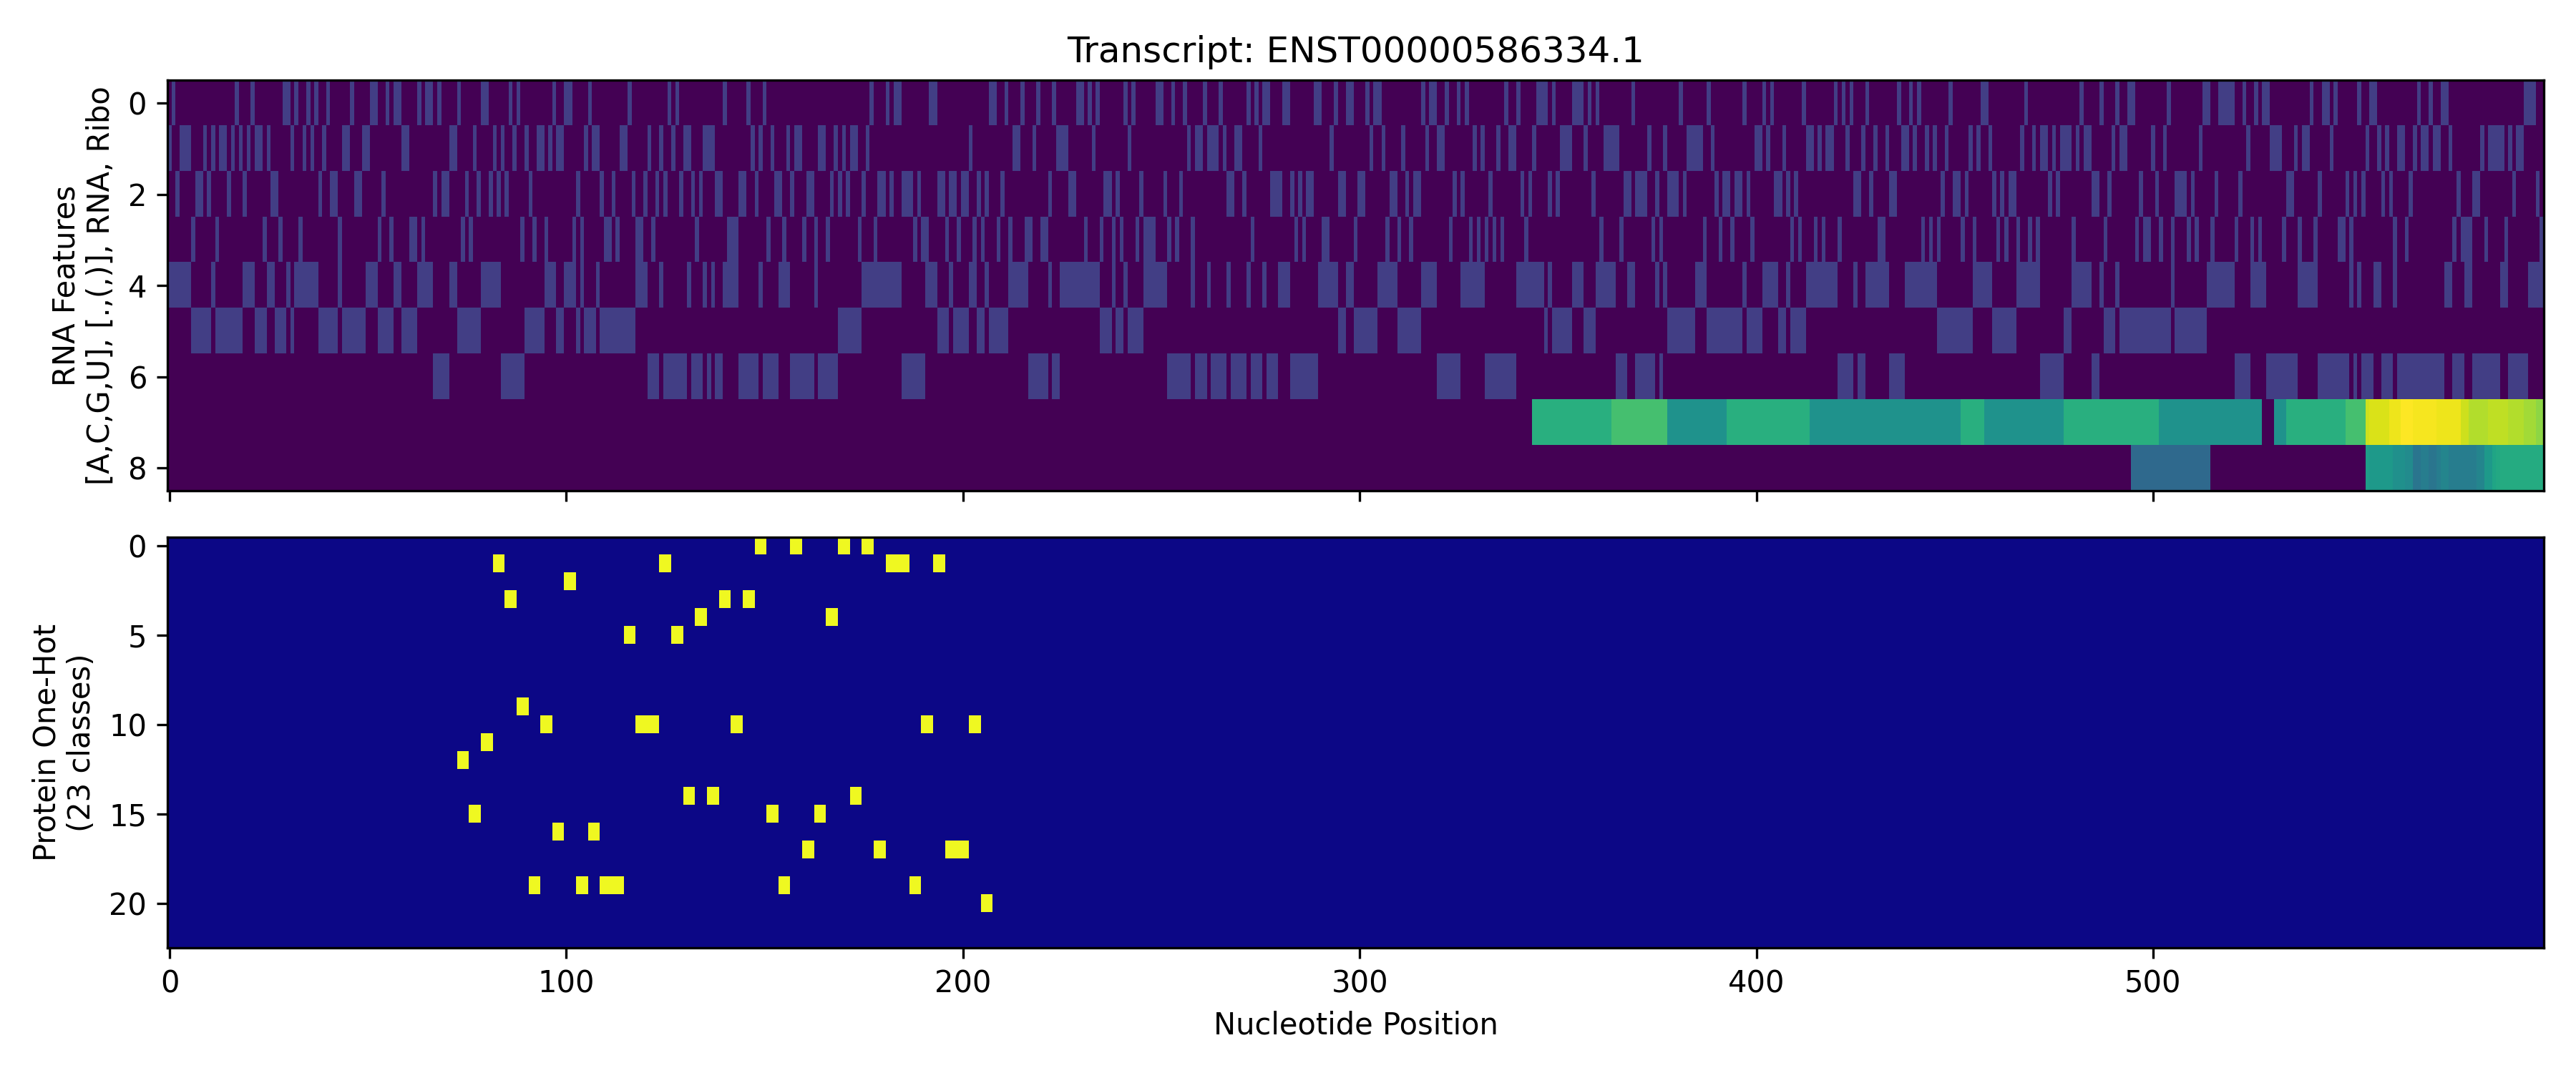 Transcript: ENST00000586334.1
RNA Features
[A,C,G,U], [.,(,)], RNA, Ribo
0
2
4
6
8
Protein One-Hot
(23 classes)
0
5
10
15
20
0
100
200
300
400
500
Nucleotide Position